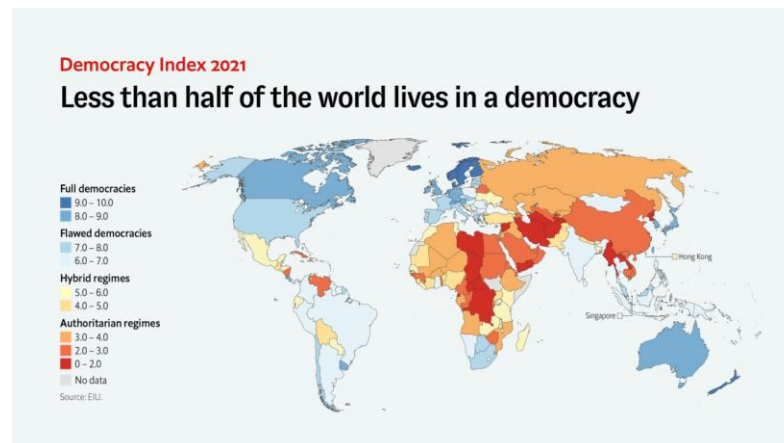 Democracy Index 2021
Less than half of the world lives in a democracy
Full democracies
9.0 – 10.0
8.0 – 9.0
Flawed democracies
7.0 – 8.0
6.0 – 7.0
Hybrid regimes
5.0 – 6.0
4.0 – 5.0
Authoritarian regimes
3.0 – 4.0
2.0 – 3.0
0 – 2.0
No data
Source: EIU.
Hong Kong
Singapore